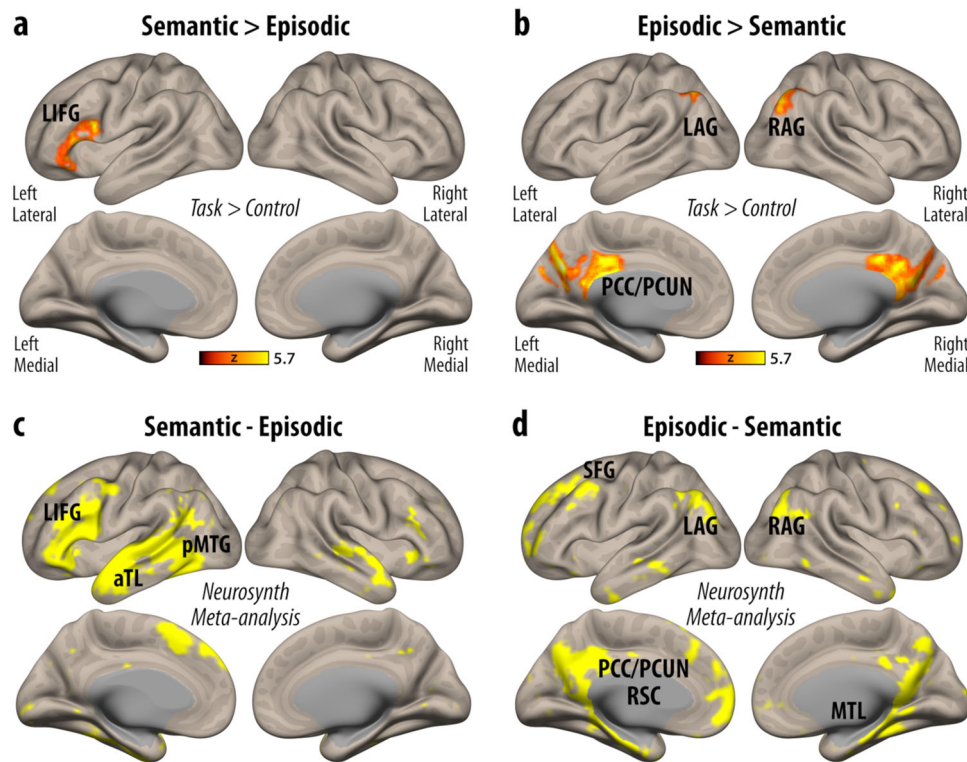 a
Semantic > Episodic
LIFG
Left
Lateral
Task > Control
Right
Lateral
Left
Medial
z 5.7
Right
Medial
b
Episodic > Semantic
LAG
RAG
Left
Lateral
Task > Control
Right
Lateral
PCC/PCUN
Left
Medial
z 5.7
Right
Medial
c
Semantic - Episodic
LIFG
pMTG
aTL
Neurosynth
Meta-analysis
d
Episodic - Semantic
SFG
LAG
RAG
Neurosynth
Meta-analysis
PCC/PCUN
RSC
MTL